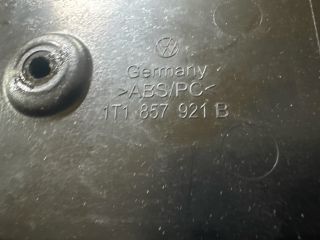 Germany
>ABS/PC<
1T1 857 921 B